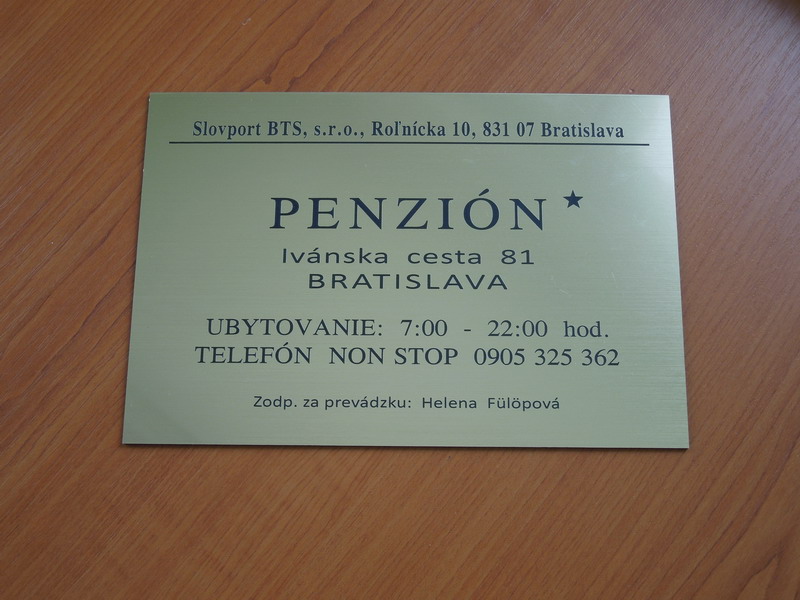 Slovport BTS, s.r.o., Roľnícka 10, 831 07 Bratislava
PENZIÓN ★
Ivánska cesta 81
BRATISLAVA
UBYTOVANIE: 7:00 - 22:00 hod.
TELEFÓN NON STOP 0905 325 362
Zodp. za prevádzku: Helena Fülöpová